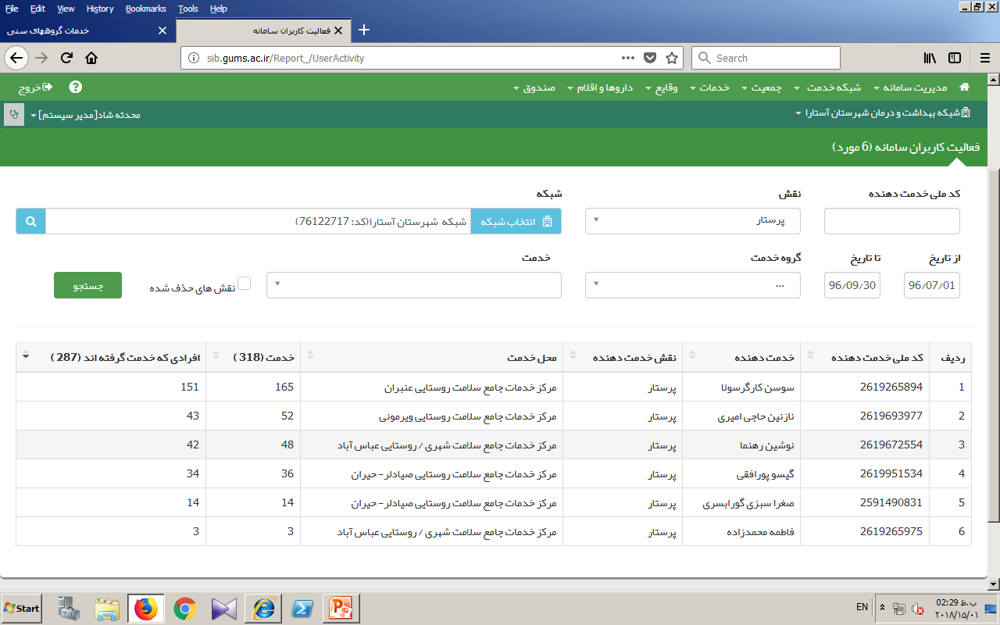 File Edit View History Bookmarks Tools Help
خدمات گروههای سنی
فعالیت کاربران سامانه
sib.gums.ac.ir/Report_/UserActivity
Search
مدیریت سامانه شبکه خدمت جمعیت خدمات وقایع داروها و اقلام صندوق
خروج
شبکه بهداشت و درمان شهرستان آستارا
محدثه شاد[مدیر سیستم]
فعالیت کاربران سامانه (6 مورد)
کد ملی خدمت دهنده نقش شبکه
پرستار انتخاب شبکه شبکه شهرستان آستارا(کد: 76122717)
از تاریخ تا تاریخ گروه خدمت خدمت
96/07/01 96/09/30 ... نقش های حذف شده جستجو
ردیف کد ملی خدمت دهنده خدمت دهنده نقش خدمت دهنده محل خدمت خدمت (318 ) افرادی که خدمت گرفته اند (287 )
1 2619265894 سوسن کارگرسولا پرستار مرکز خدمات جامع سلامت روستایی عنبران 165 151
2 2619693977 نازنین حاجی امیری پرستار مرکز خدمات جامع سلامت روستایی ویرمونی 52 43
3 2619672554 نوشین رهنما پرستار مرکز خدمات جامع سلامت شهری / روستایی عباس آباد 48 42
4 2619951534 گیسو پورافقی پرستار مرکز خدمات جامع سلامت روستایی صیادلر- حیران 36 34
5 2591490831 صغرا سبزی گورابسری پرستار مرکز خدمات جامع سلامت روستایی صیادلر- حیران 14 14
6 2619265975 فاطمه محمدزاده پرستار مرکز خدمات جامع سلامت شهری / روستایی عباس آباد 3 3
Start
EN
02:29 ب.ظ
۲۰۱۸/۱۵/۰۱